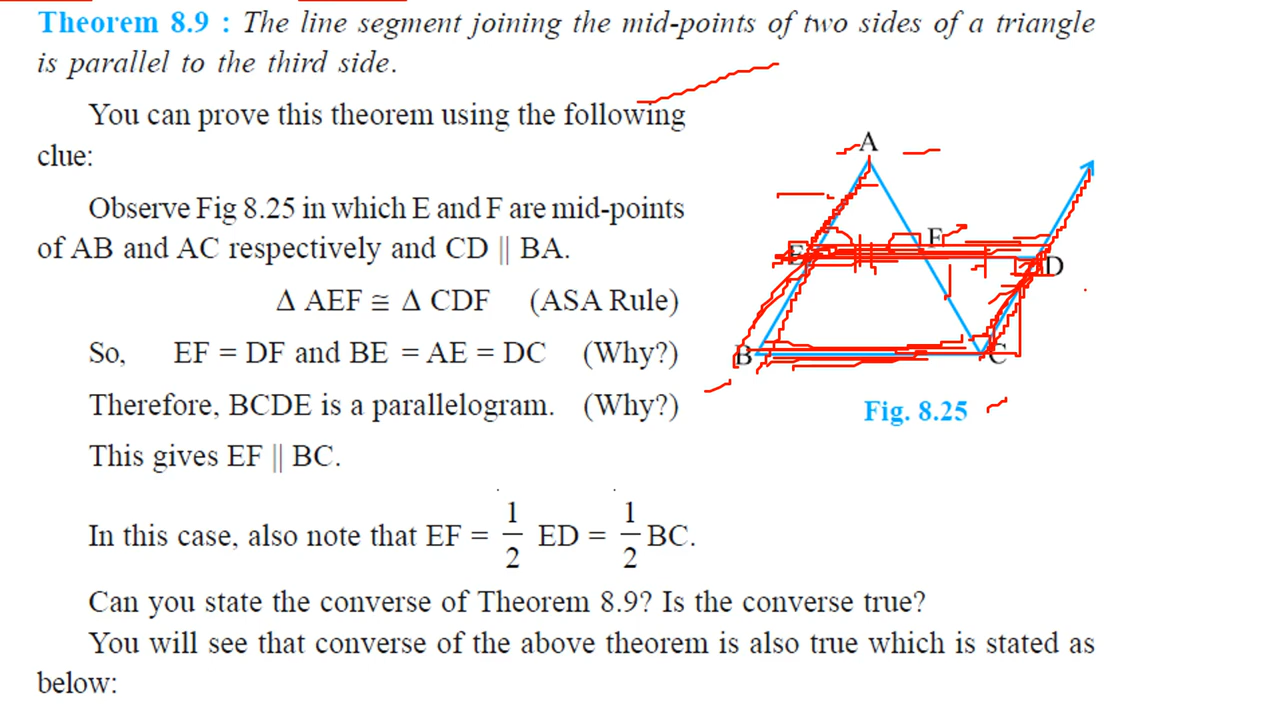 Theorem 8.9 : The line segment joining the mid-points of two sides of a triangle
is parallel to the third side.
You can prove this theorem using the following
clue:
Observe Fig 8.25 in which E and F are mid-points
of AB and AC respectively and CD || BA.
Δ AEF ≅ Δ CDF (ASA Rule)
So, EF = DF and BE = AE = DC (Why?)
Therefore, BCDE is a parallelogram. (Why?)
This gives EF || BC.
In this case, also note that EF = 1/2 ED = 1/2 BC.
Can you state the converse of Theorem 8.9? Is the converse true?
You will see that converse of the above theorem is also true which is stated as
below:
A
E F
D
B C
Fig. 8.25